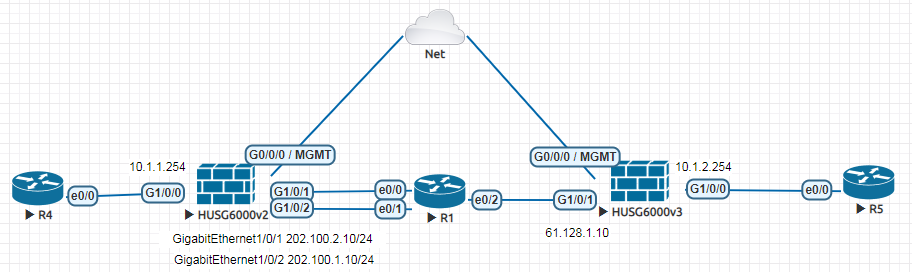 Net
G0/0/0 / MGMT
G0/0/0 / MGMT
10.1.1.254
10.1.2.254
R4
e0/0
G1/0/0
HUSG6000v2
G1/0/1
G1/0/2
e0/0
e0/1
R1
e0/2
G1/0/1
HUSG6000v3
G1/0/0
e0/0
R5
61.128.1.10
GigabitEthernet1/0/1 202.100.2.10/24
GigabitEthernet1/0/2 202.100.1.10/24